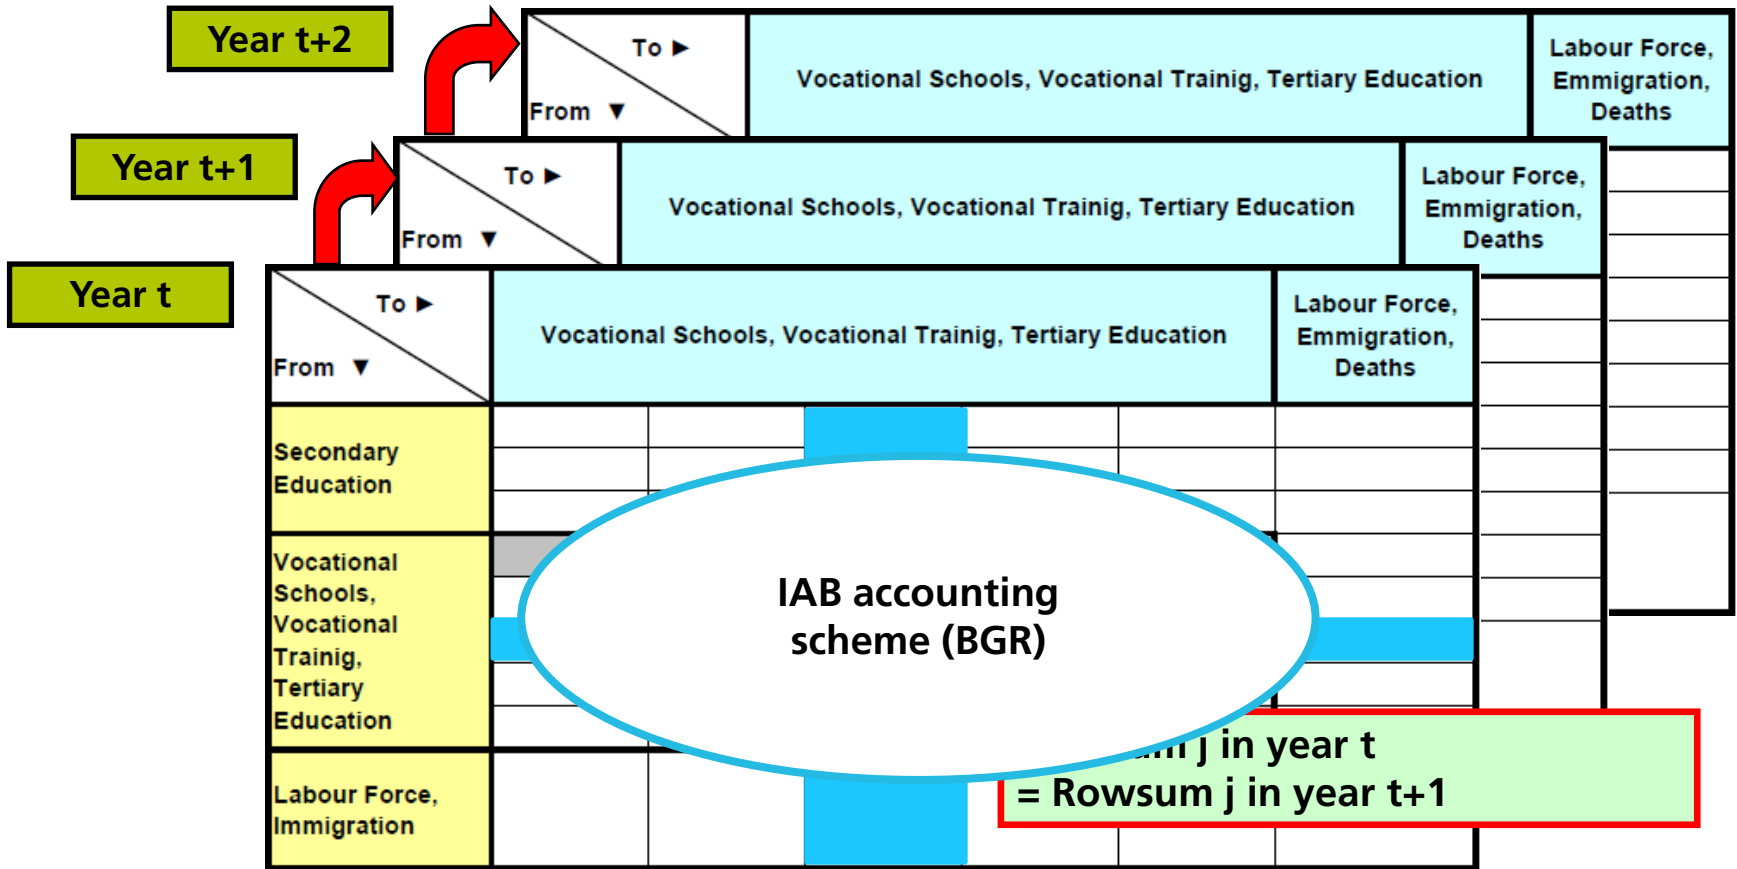 Year t+2
To ►
From ▼
Vocational Schools, Vocational Trainig, Tertiary Education
Labour Force,
Emmigration,
Deaths
Year t+1
To ►
From ▼
Vocational Schools, Vocational Trainig, Tertiary Education
Labour Force,
Emmigration,
Deaths
Year t
To ►
From ▼
Vocational Schools, Vocational Trainig, Tertiary Education
Labour Force,
Emmigration,
Deaths
Secondary
Education
Vocational
Schools,
Vocational
Trainig,
Tertiary
Education
Labour Force,
Immigration
IAB accounting
scheme (BGR)
j in year t
= Rowsum j in year t+1